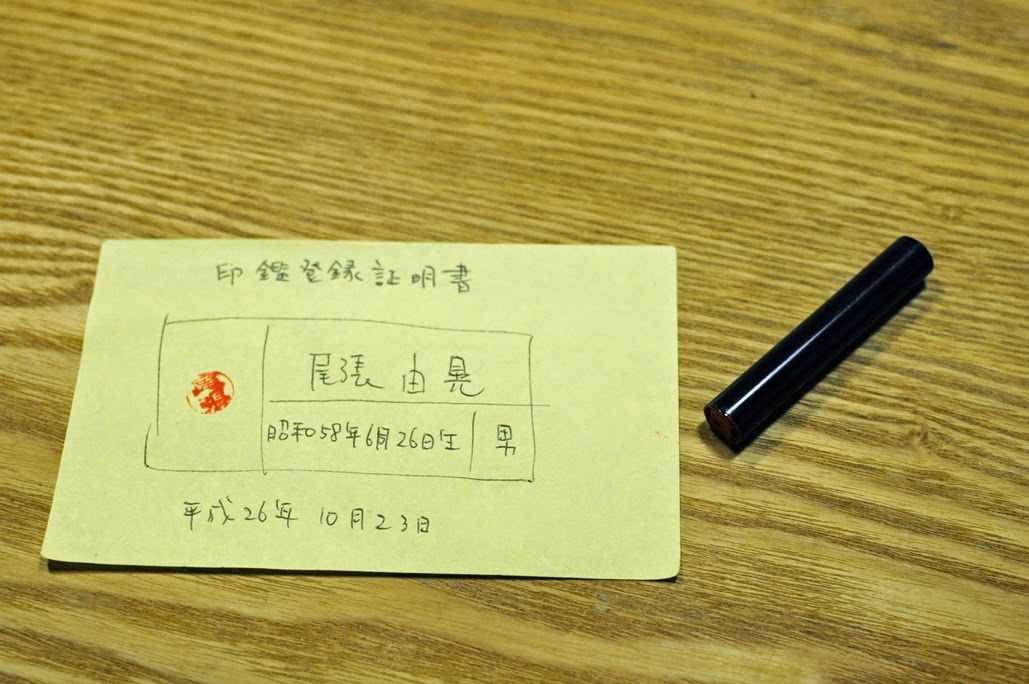 印鑑登録証明書
尾張 由晃
昭和58年6月26日生 男
平成26年 10月23日